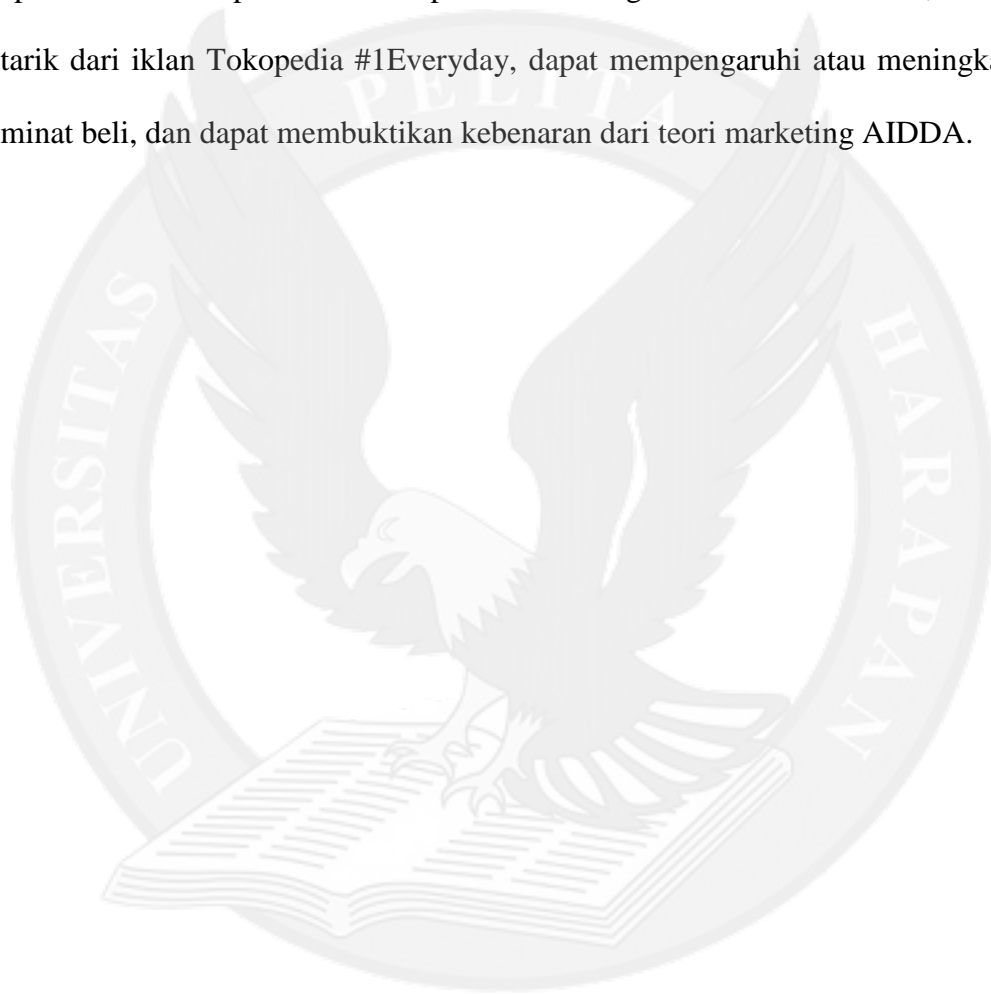 tarik dari iklan Tokopedia #1Everyday, dapat mempengaruhi atau meningka
minat beli, dan dapat membuktikan kebenaran dari teori marketing AIDDA.
UNIVERSITAS PELITA HARAPAN